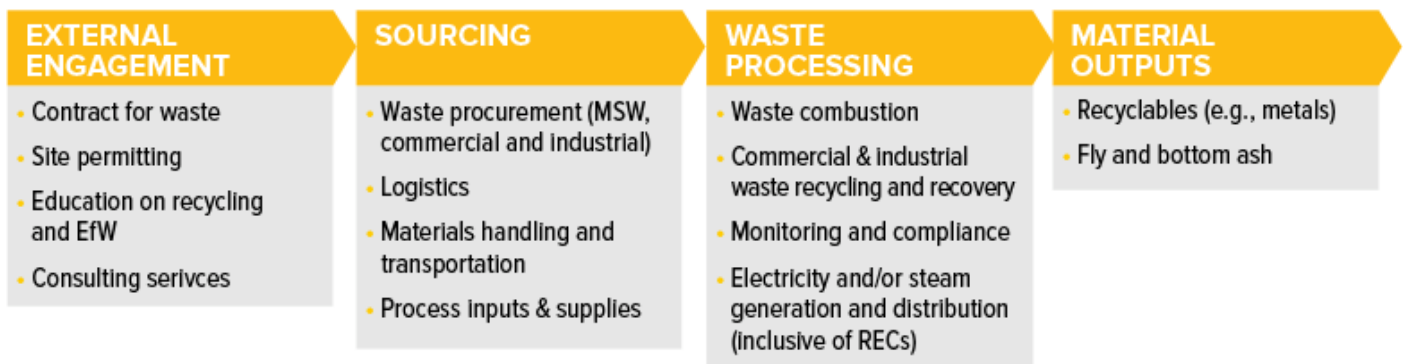 EXTERNAL
ENGAGEMENT
• Contract for waste
• Site permitting
• Education on recycling
and EfW
• Consulting serivces
SOURCING
• Waste procurement (MSW,
commercial and industrial)
• Logistics
• Materials handling and
transportation
• Process inputs & supplies
WASTE
PROCESSING
• Waste combustion
• Commercial & industrial
waste recycling and recovery
• Monitoring and compliance
• Electricity and/or steam
generation and distribution
(inclusive of RECs)
MATERIAL
OUTPUTS
• Recyclables (e.g., metals)
• Fly and bottom ash